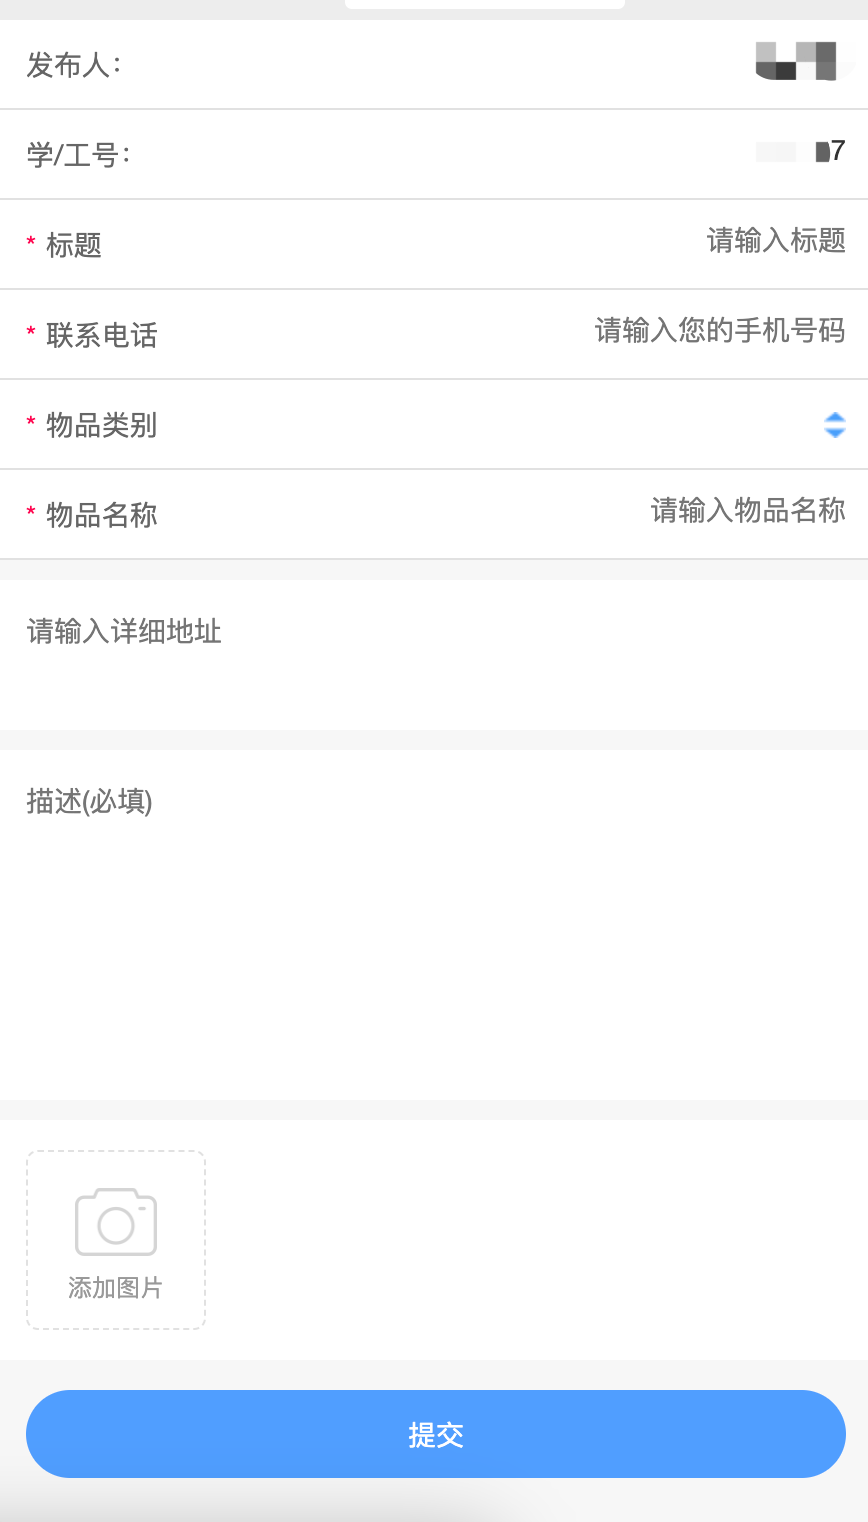 发布人：
学/工号： 7
* 标题 请输入标题
* 联系电话 请输入您的手机号码
* 物品类别
* 物品名称 请输入物品名称
请输入详细地址
描述(必填)
添加图片
提交